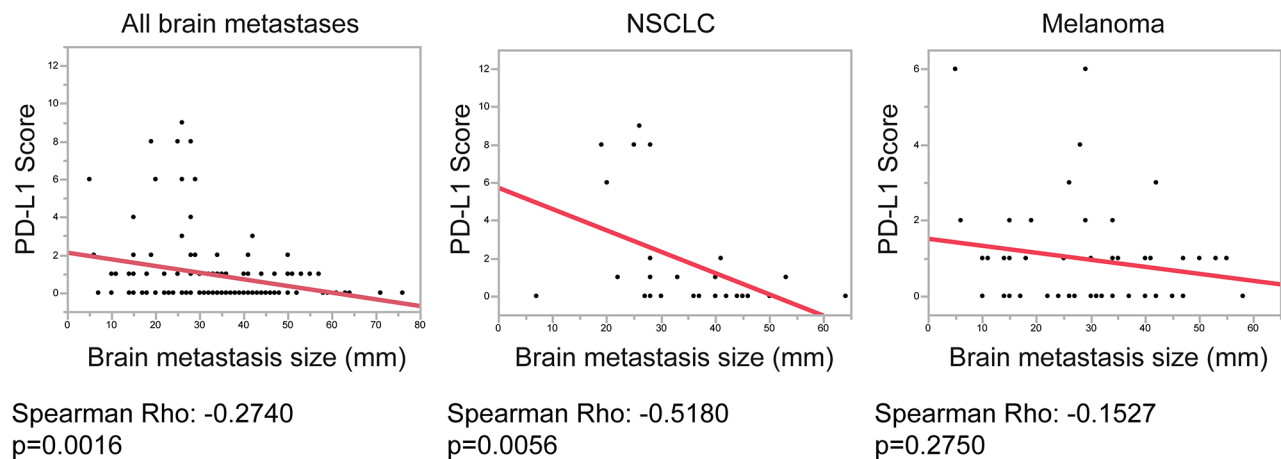 All brain metastases
NSCLC
Melanoma
PD-L1 Score
12
10
8
6
4
2
0
0 10 20 30 40 50 60 70 80
Brain metastasis size (mm)
PD-L1 Score
12
10
8
6
4
2
0
0 10 20 30 40 50 60
Brain metastasis size (mm)
PD-L1 Score
6
4
2
0
0 10 20 30 40 50 60
Brain metastasis size (mm)
Spearman Rho: -0.2740
p=0.0016
Spearman Rho: -0.5180
p=0.0056
Spearman Rho: -0.1527
p=0.2750